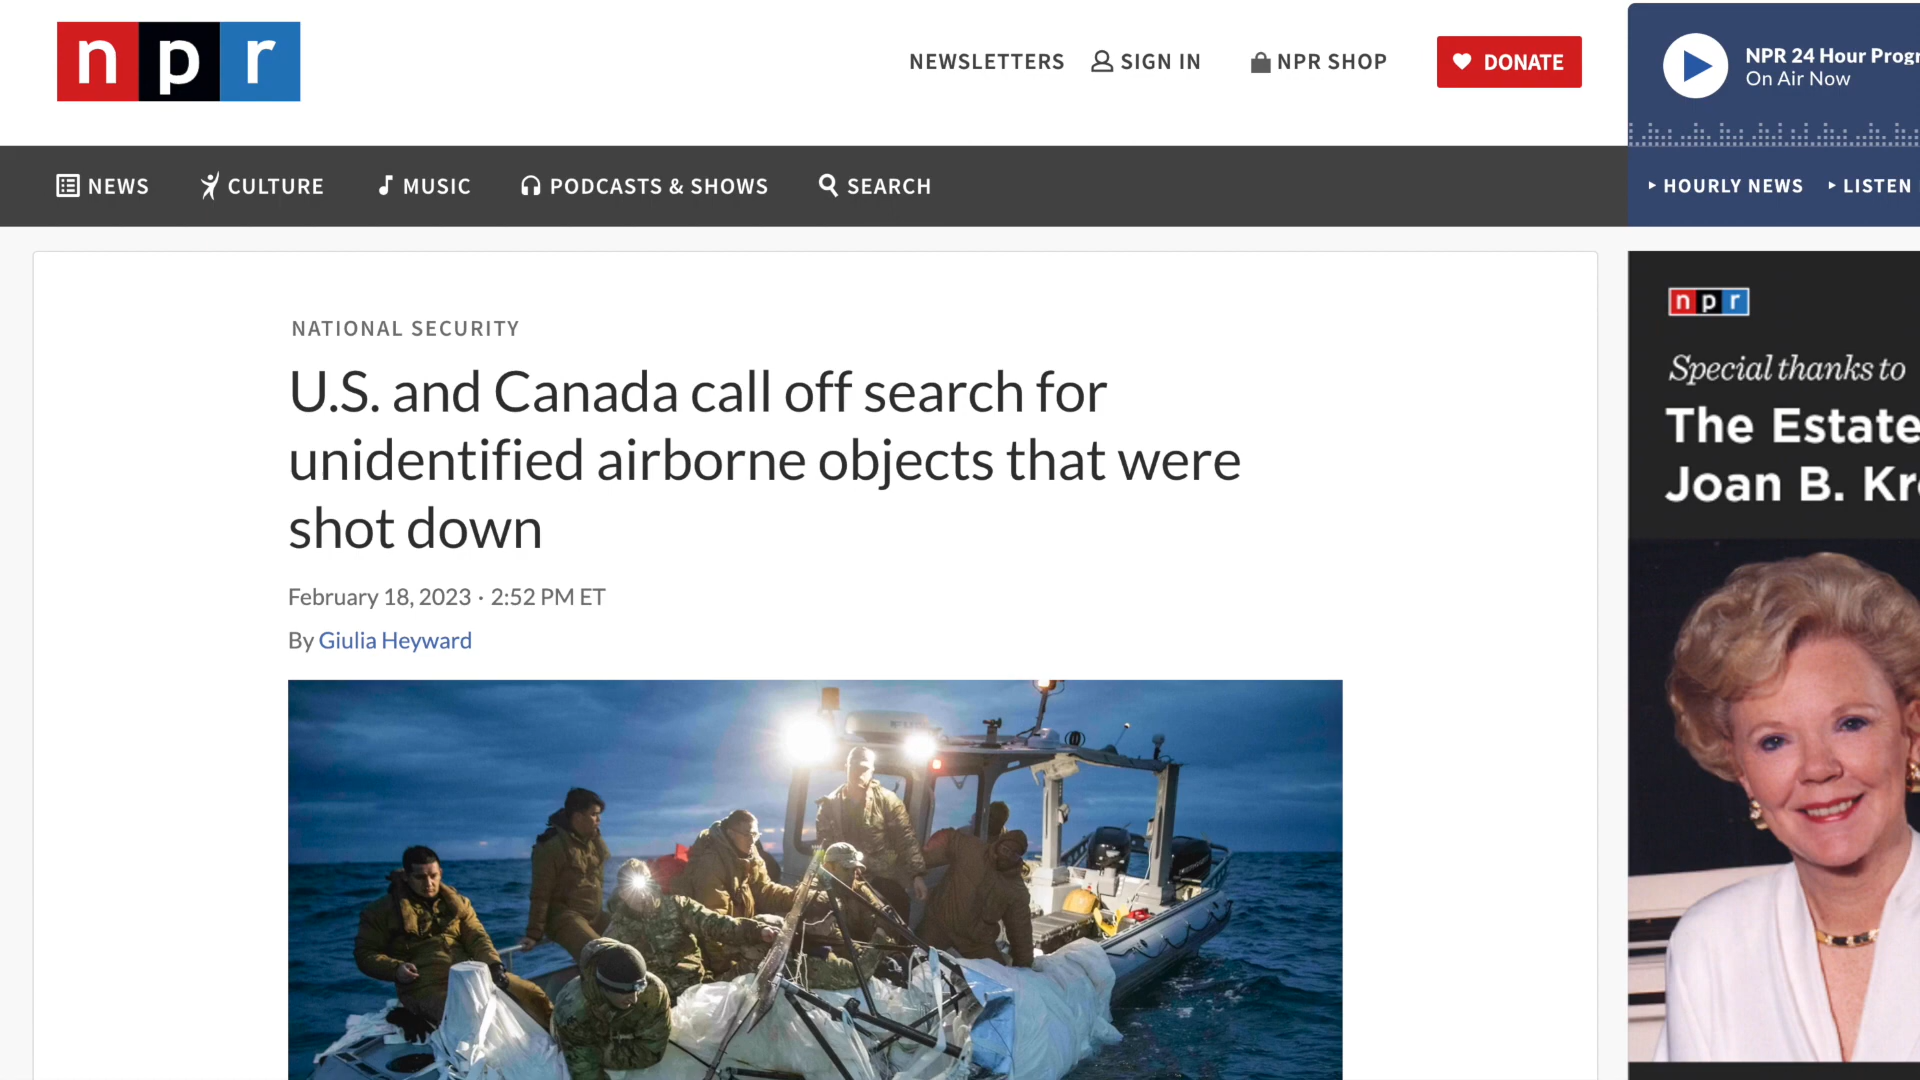 npr
NEWSLETTERS
SIGN IN
NPR SHOP
DONATE
NPR 24 Hour
On Air Now
NEWS
CULTURE
MUSIC
PODCASTS & SHOWS
SEARCH
HOURLY NEWS
LISTEN
NATIONAL SECURITY
U.S. and Canada call off search for
unidentified airborne objects that were
shot down
February 18, 2023 · 2:52 PM ET
By Giulia Heyward
npr
Special thanks to
The Estate
Joan B.